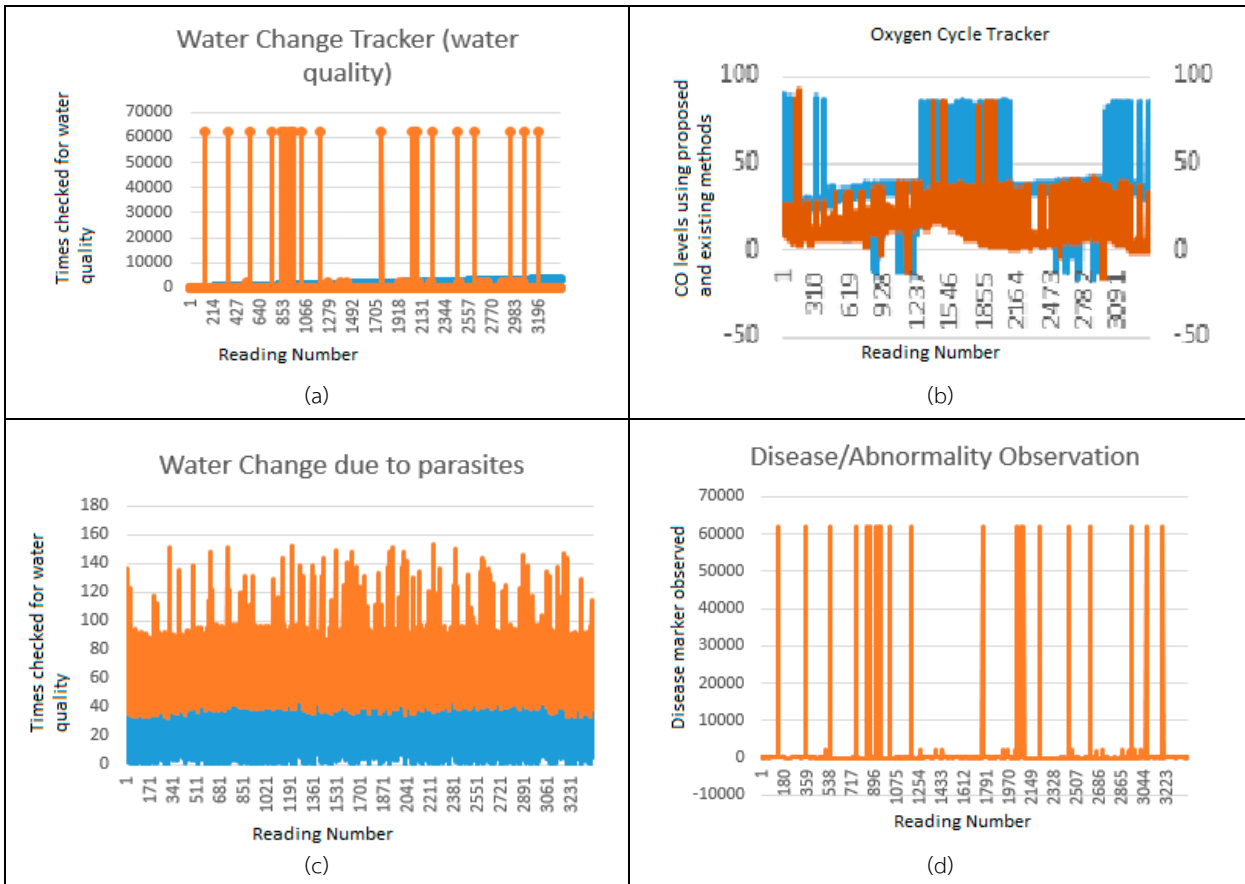 Water Change Tracker (water
quality)
Times checked for water
quality
70000
60000
50000
40000
30000
20000
10000
0
1 214 427 640 853 1066 1279 1492 1705 1918 2131 2344 2557 2770 2983 3196
Reading Number
(a)
Oxygen Cycle Tracker
CO levels using proposed
and existing methods
100 100
50 50
0 0
-50 -50
1 310 619 928 1237 1546 1855 2164 2473 2782 3091
Reading Number
(b)
Water Change due to parasites
Times checked for water
quality
180
160
140
120
100
80
60
40
20
0
1 171 341 511 681 851 1021 1191 1361 1531 1701 1871 2041 2211 2381 2551 2721 2891 3061 3231
Reading Number
(c)
Disease/Abnormality Observation
Disease marker observed
70000
60000
50000
40000
30000
20000
10000
0
-10000
1 180 359 538 717 896 1075 1254 1433 1612 1791 1970 2149 2328 2507 2686 2865 3044 3223
Reading Number
(d)